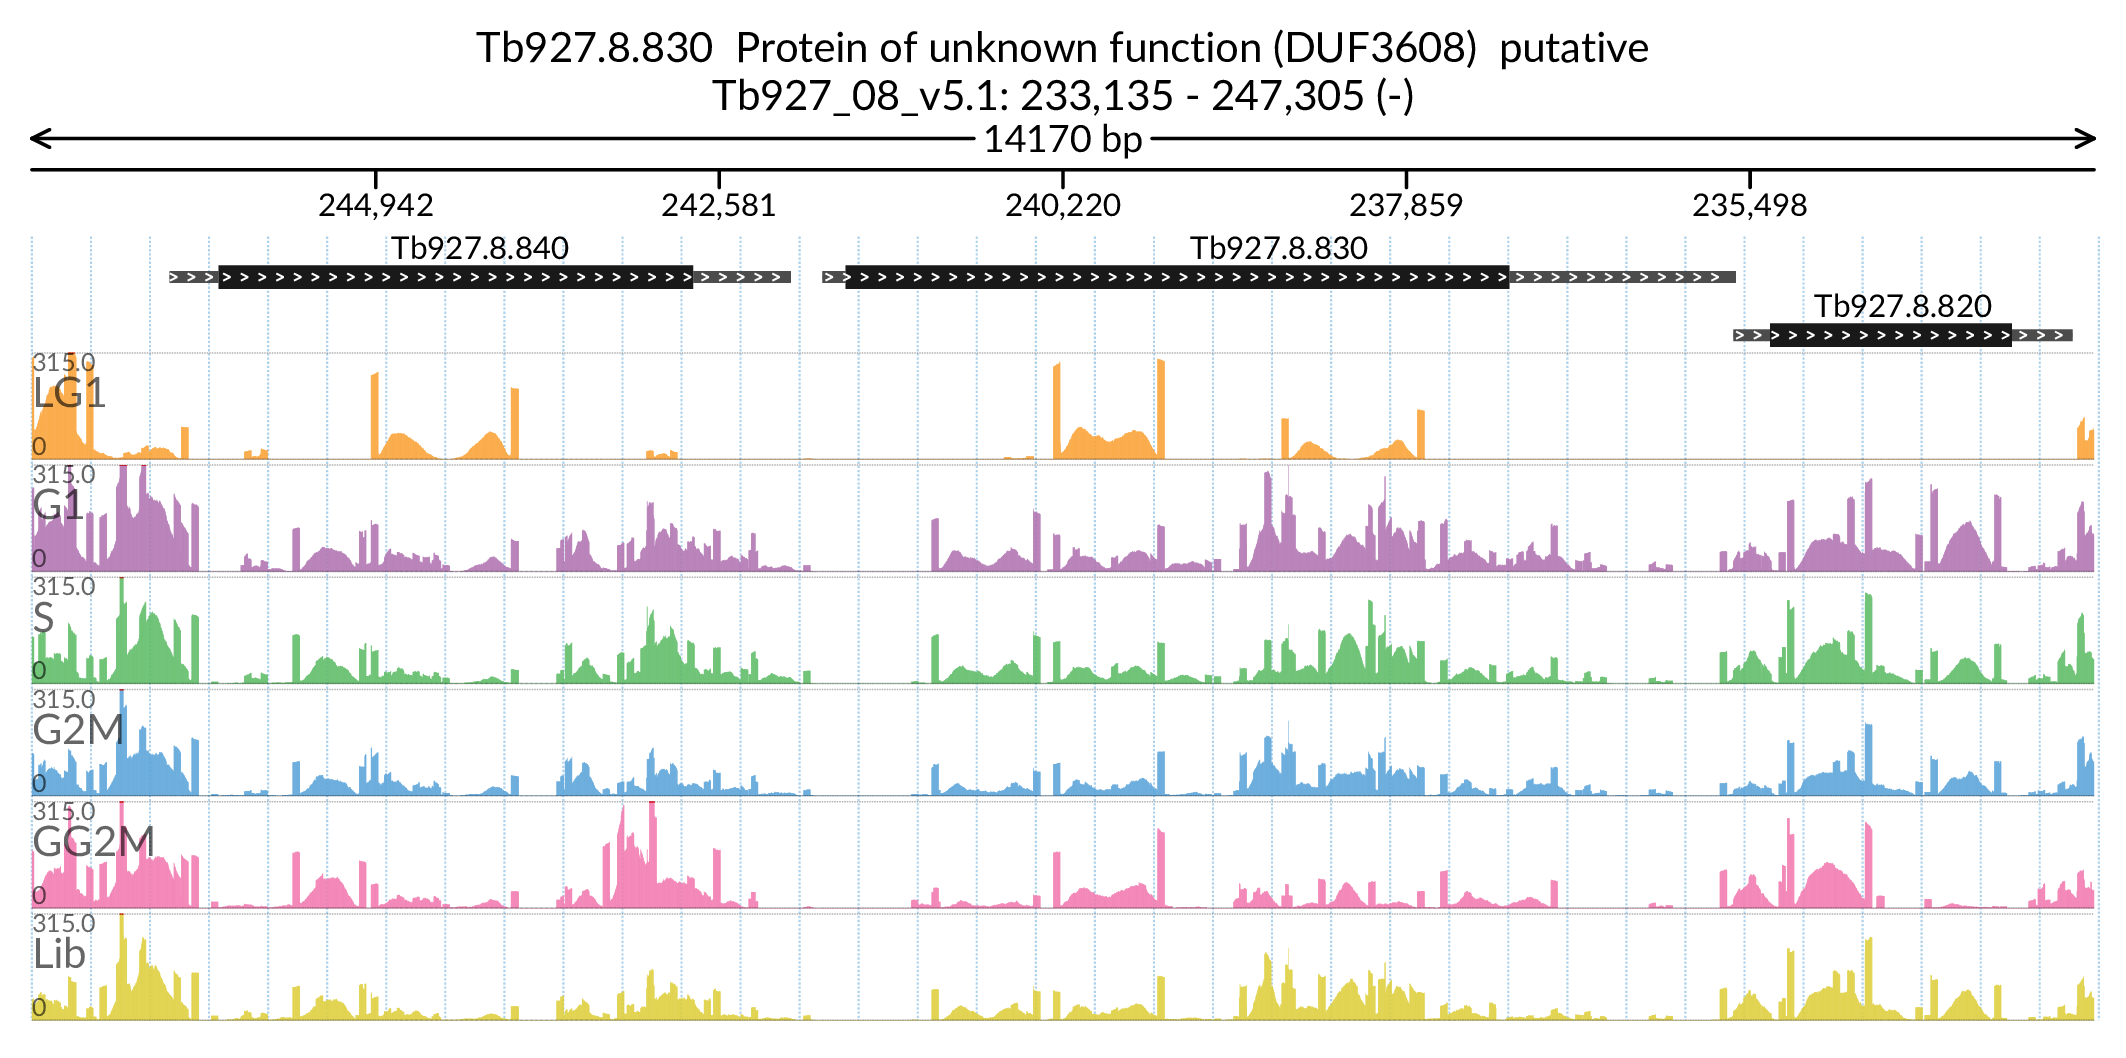 Tb927.8.830  Protein of unknown function (DUF3608)  putative
Tb927_08_v5.1: 233,135 - 247,305 (-)
14170 bp
244,942 242,581 240,220 237,859 235,498
Tb927.8.840 Tb927.8.830
Tb927.8.820
315.0
LG1
0
315.0
G1
0
315.0
S
0
315.0
G2M
0
315.0
GG2M
0
315.0
Lib
0